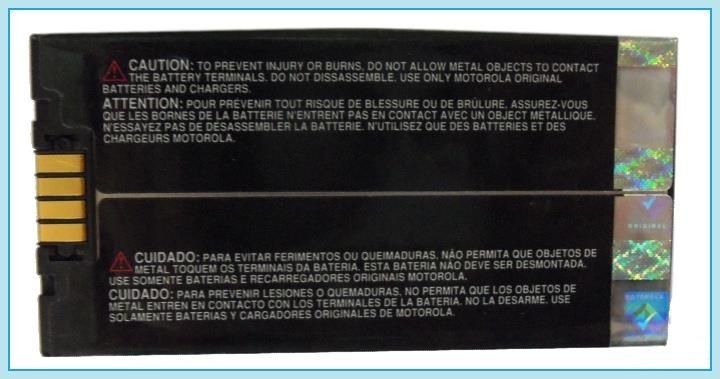 CAUTION: TO PREVENT INJURY OR BURNS, DO NOT ALLOW METAL OBJECTS TO CONTACT
THE BATTERY TERMINALS. DO NOT DISSASSEMBLE, USE ONLY MOTOROLA ORIGINAL
BATTERIES AND CHARGERS.
ATTENTION: POUR PRÉVENIR TOUT RISQUE DE BLESSURE OU DE BRÛLURE, ASSUREZ-VOUS
QUE LES BORNES DE LA BATTERIE N'ENTRENT PAS EN CONTACT AVEC UN OBJECT MÉTALLIQUE.
N'ESSAYEZ PAS DE DESASSEMBLER LA BATTERIE. N'UTILISEZ QUE DES BATTERIES ET DES
CHARGEURS MOTOROLA.
ORIGINAL
CUIDADO: PARA EVITAR FERIMENTOS OU QUEIMADURAS, NÃO PERMITA QUE OBJETOS DE
METAL TOQUEM OS TERMINAIS DA BATERIA. ESTA BATERIA NÃO DEVE SER DESMONTADA.
USE SOMENTE BATERIAS E RECARREGADORES ORIGINAIS MOTOROLA.
CUIDADO: PARA PREVENIR LESIONES O QUEMADURAS, NO PERMITA QUE LOS OBJETOS DE
METAL ENTREN EN CONTACTO CON LOS TERMINALES DE LA BATERIA. NO LA DESARME. USE
SOLAMENTE BATERIAS Y CARGADORES ORIGINALES DE MOTOROLA.
MOTOROLA